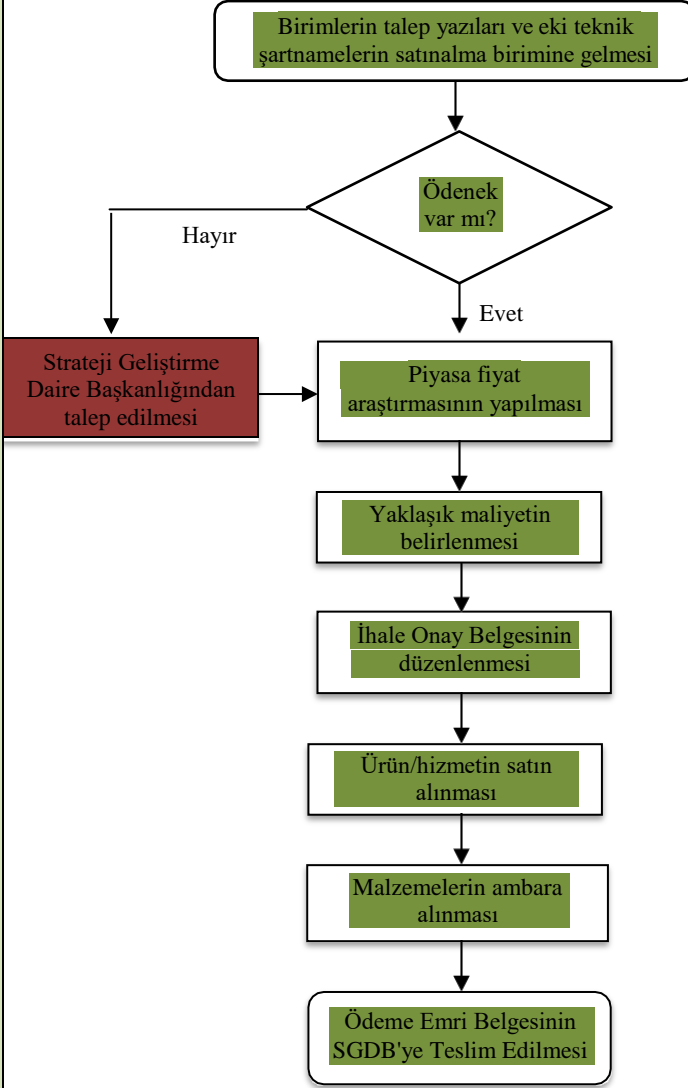 Birimlerin talep yazıları ve eki teknik
şartnamelerin satınalma birimine gelmesi
Ödenek
var mı?
Hayır
Evet
Strateji Geliştirme
Daire Başkanlığından
talep edilmesi
Piyasa fiyat
araştırmasının yapılması
Yaklaşık maliyetin
belirlenmesi
İhale Onay Belgesinin
düzenlenmesi
Ürün/hizmetin satın
alınması
Malzemelerin ambara
alınması
Ödeme Emri Belgesinin
SGDB'ye Teslim Edilmesi